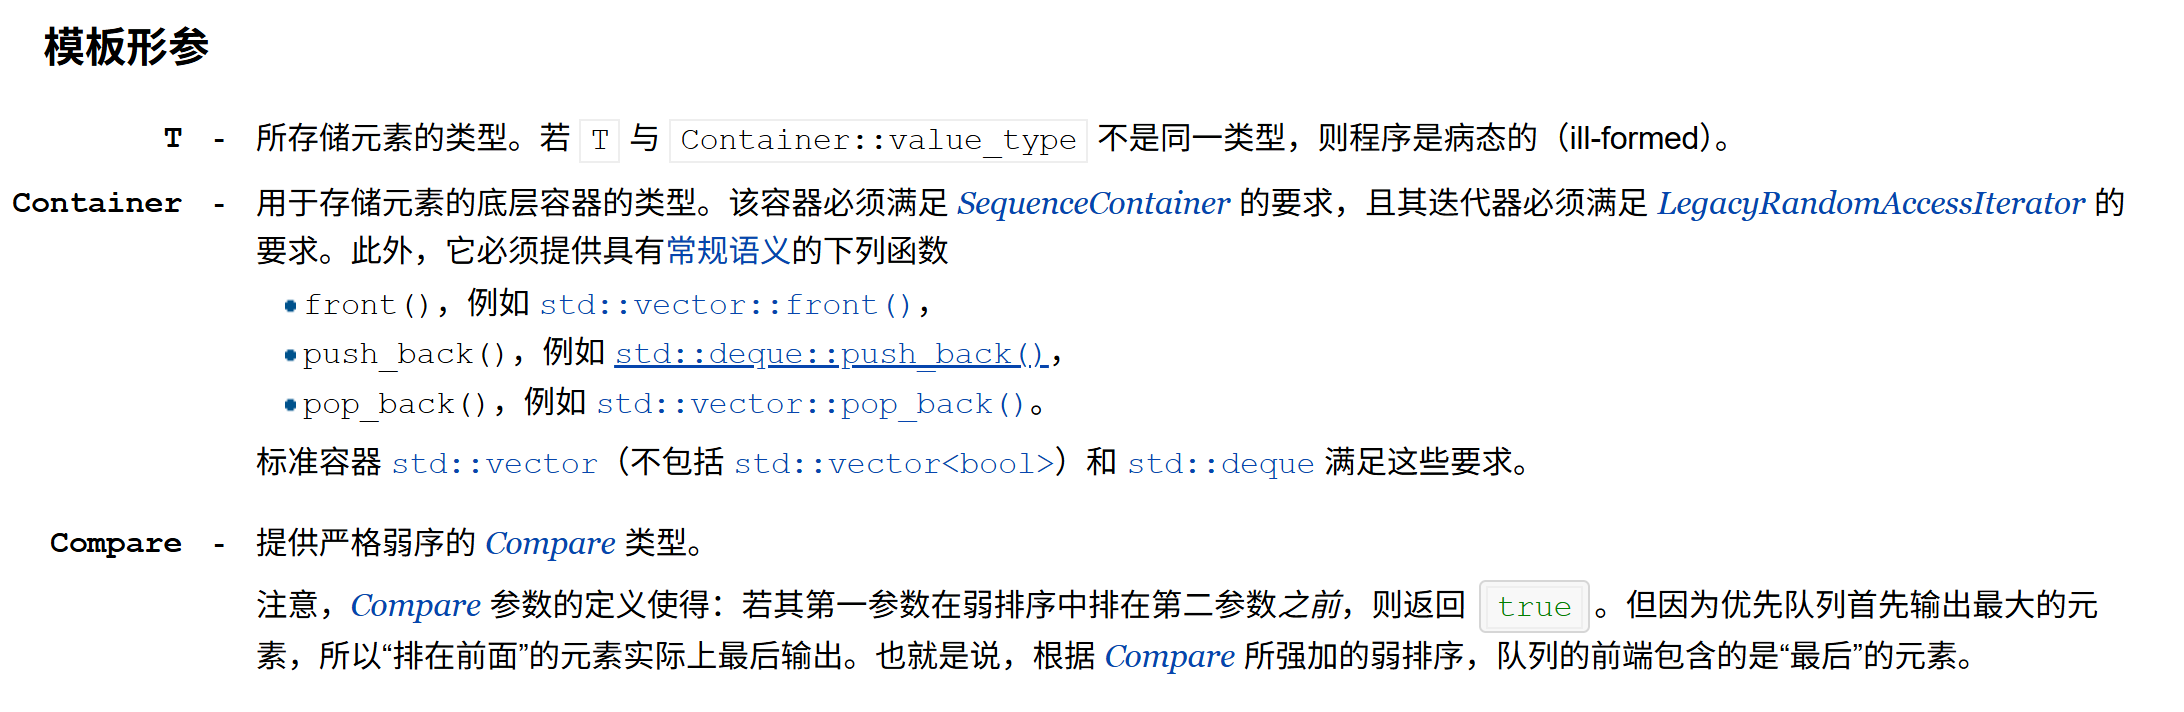 模板形参
T - 所存储元素的类型。若 T 与 Container::value_type 不是同一类型，则程序是病态的（ill-formed）。
Container - 用于存储元素的底层容器的类型。该容器必须满足 SequenceContainer 的要求，且其迭代器必须满足 LegacyRandomAccessIterator 的
要求。此外，它必须提供具有常规语义的下列函数
• front()，例如 std::vector::front()，
• push_back()，例如 std::deque::push_back()，
• pop_back()，例如 std::vector::pop_back()。
标准容器 std::vector（不包括 std::vector<bool>）和 std::deque 满足这些要求。
Compare - 提供严格弱序的 Compare 类型。
注意，Compare 参数的定义使得：若其第一参数在弱排序中排在第二参数之前，则返回 true 。但因为优先队列首先输出最大的元
素，所以“排在前面”的元素实际上最后输出。也就是说，根据 Compare 所强加的弱排序，队列的前端包含的是“最后”的元素。